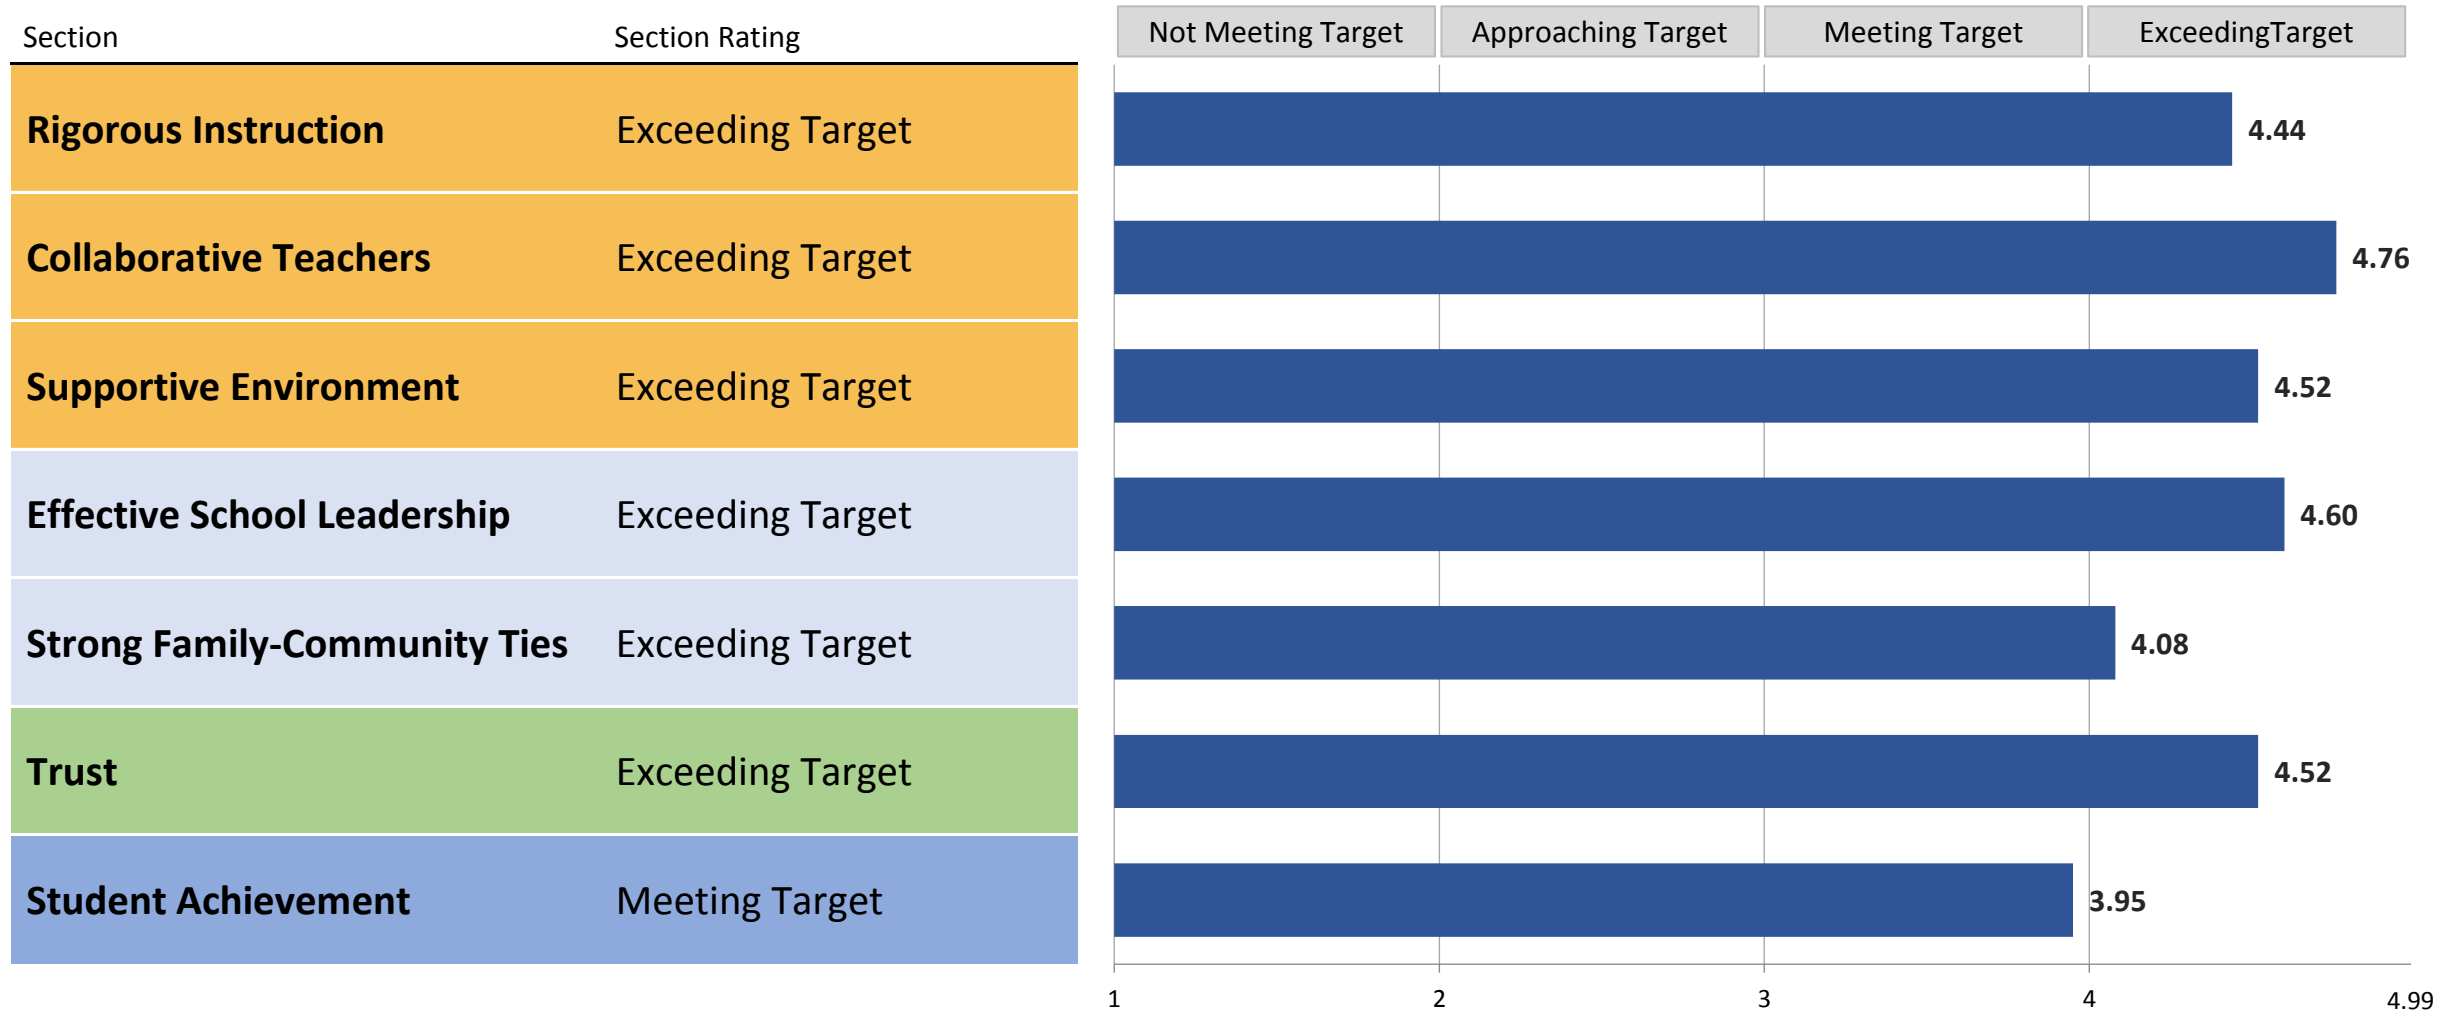 Section Section Rating Not Meeting Target Approaching Target Meeting Target ExceedingTarget
Rigorous Instruction Exceeding Target 4.44
Collaborative Teachers Exceeding Target 4.76
Supportive Environment Exceeding Target 4.52
Effective School Leadership Exceeding Target 4.60
Strong Family-Community Ties Exceeding Target 4.08
Trust Exceeding Target 4.52
Student Achievement Meeting Target 3.95
1 2 3 4 4.99